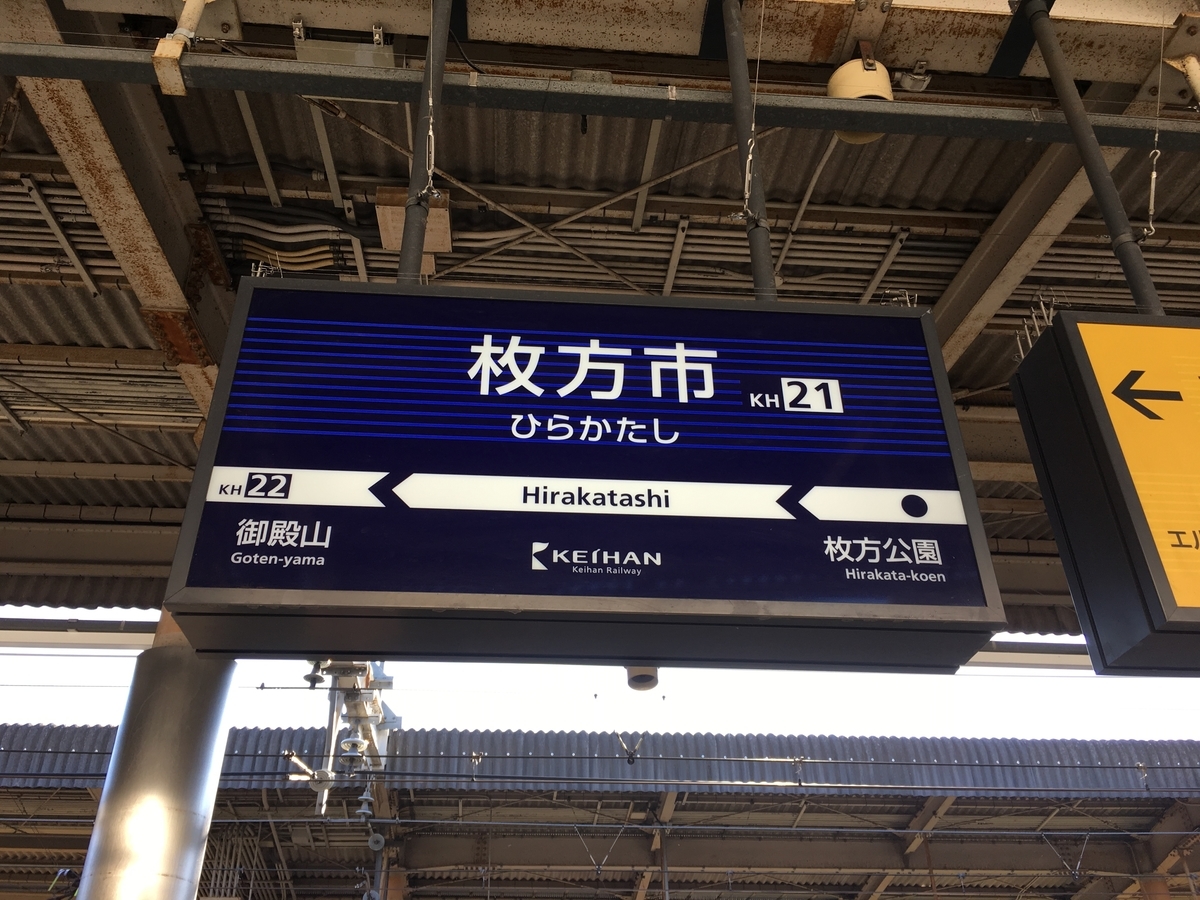 枚方市
KH 21
ひらかたし
KH 22
Hirakatashi
御殿山
Goten-yama
KEIHAN
Keihan Railway
枚方公園
Hirakata-koen
←